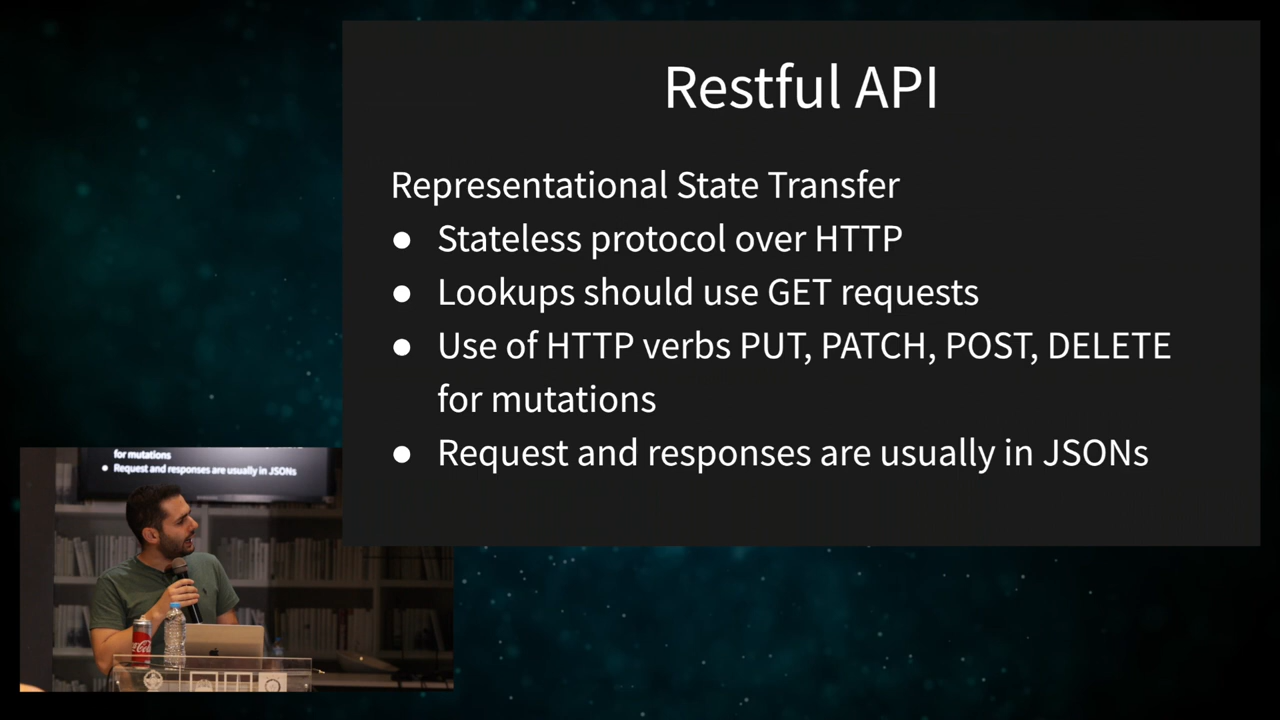 Restful API
Representational State Transfer
● Stateless protocol over HTTP
● Lookups should use GET requests
● Use of HTTP verbs PUT, PATCH, POST, DELETE
for mutations
● Request and responses are usually in JSONs
for mutations
● Request and responses are usually in JSONs